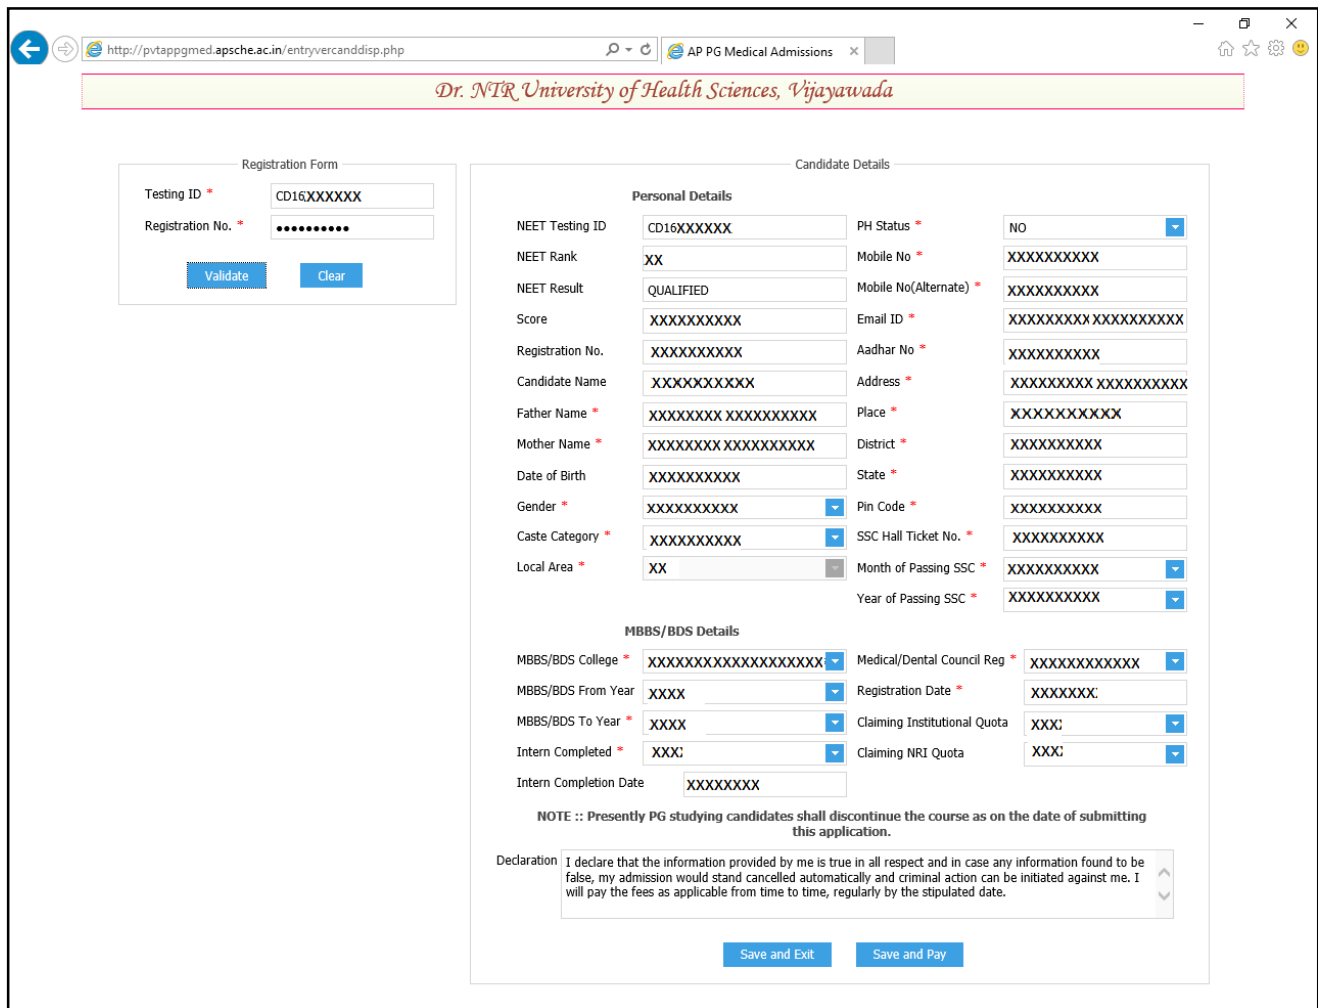 http://pvtappgmed.apsche.ac.in/entryvercanddisp.php
AP PG Medical Admissions
Dr. NTR University of Health Sciences, Vijayawada
Registration Form
Testing ID * CD16XXXXXX
Registration No. * ••••••••••
Validate Clear
Candidate Details
Personal Details
NEET Testing ID CD16XXXXXX PH Status * NO
NEET Rank XX Mobile No * XXXXXXXXXX
NEET Result QUALIFIED Mobile No(Alternate) * XXXXXXXXXX
Score XXXXXXXXXX Email ID * XXXXXXXXX XXXXXXXXXX
Registration No. XXXXXXXXXX Aadhar No * XXXXXXXXXX
Candidate Name XXXXXXXXXX Address * XXXXXXXXX XXXXXXXXXX
Father Name * XXXXXXXX XXXXXXXXXX Place * XXXXXXXXXX
Mother Name * XXXXXXXX XXXXXXXXXX District * XXXXXXXXXX
Date of Birth XXXXXXXXXX State * XXXXXXXXXX
Gender * XXXXXXXXXX Pin Code * XXXXXXXXXX
Caste Category * XXXXXXXXXX SSC Hall Ticket No. * XXXXXXXXXX
Local Area * XX Month of Passing SSC * XXXXXXXXXX
Year of Passing SSC * XXXXXXXXXX
MBBS/BDS Details
MBBS/BDS College * XXXXXXXXXXXXXXXXXXX Medical/Dental Council Reg * XXXXXXXXXXXX
MBBS/BDS From Year XXXX Registration Date * XXXXXXX
MBBS/BDS To Year * XXXX Claiming Institutional Quota XXX
Intern Completed * XXX Claiming NRI Quota XXX
Intern Completion Date XXXXXXXX
NOTE :: Presently PG studying candidates shall discontinue the course as on the date of submitting
this application.
Declaration I declare that the information provided by me is true in all respect and in case any information found to be
false, my admission would stand cancelled automatically and criminal action can be initiated against me. I
will pay the fees as applicable from time to time, regularly by the stipulated date.
Save and Exit Save and Pay